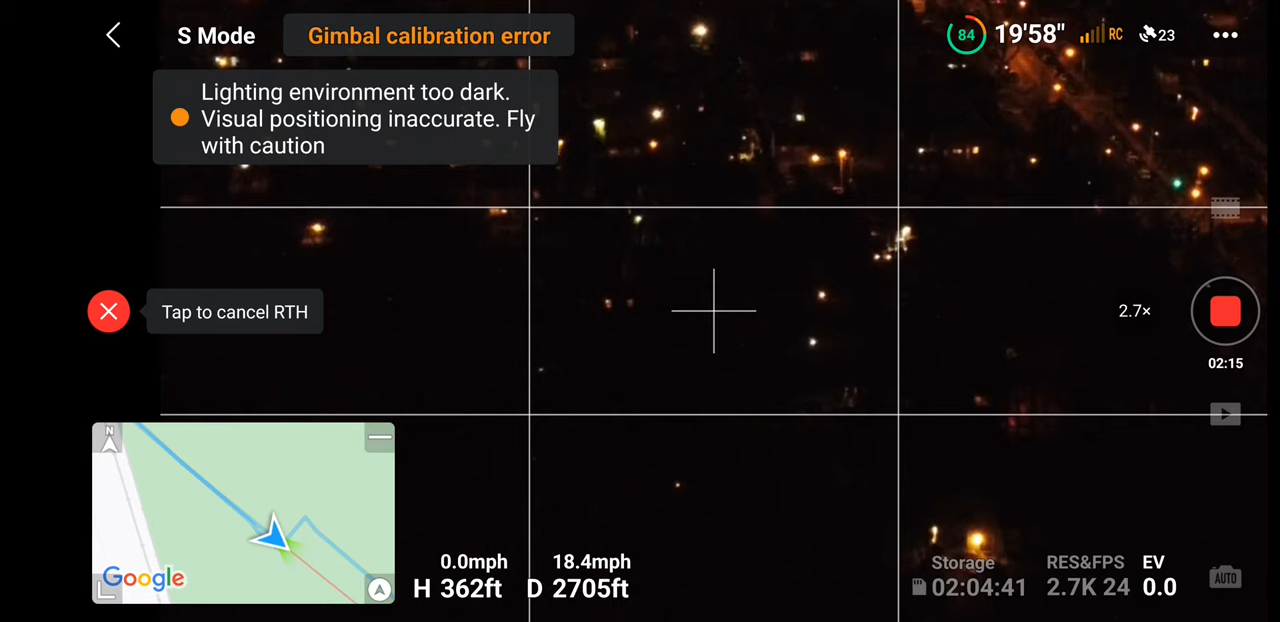 S Mode
Gimbal calibration error
84
19'58"
RC
23
Lighting environment too dark.
Visual positioning inaccurate. Fly
with caution
Tap to cancel RTH
2.7×
02:15
N
Google
0.0mph
18.4mph
H 362ft
D 2705ft
Storage
RES&FPS
EV
02:04:41
2.7K 24
0.0
AUTO